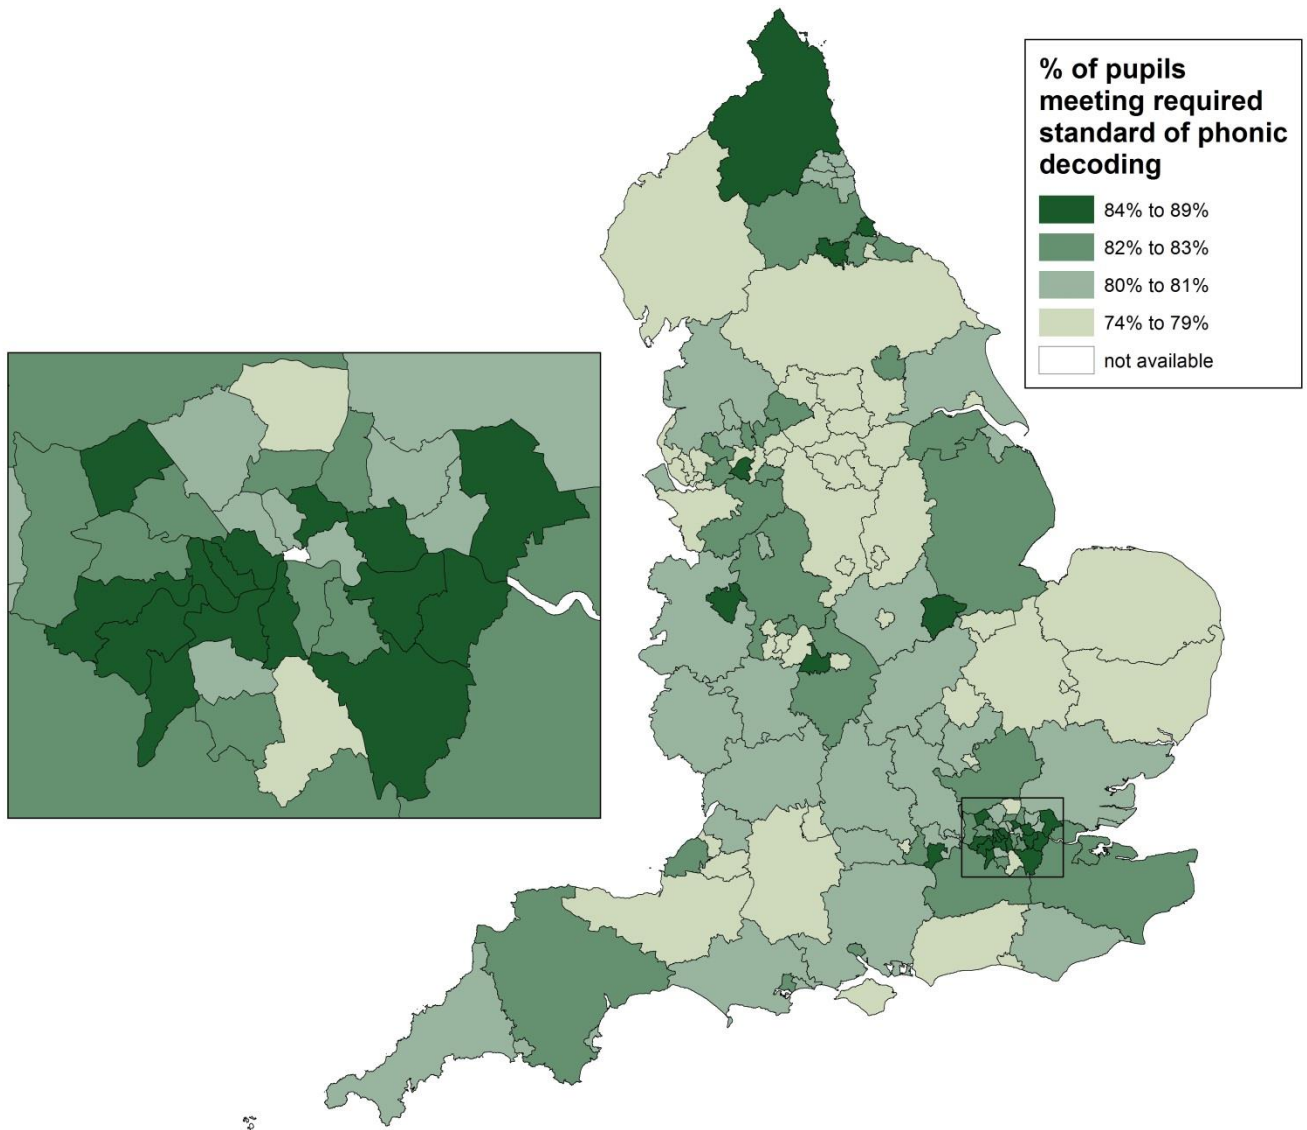 % of pupils
meeting required
standard of phonic
decoding
84% to 89%
82% to 83%
80% to 81%
74% to 79%
not available